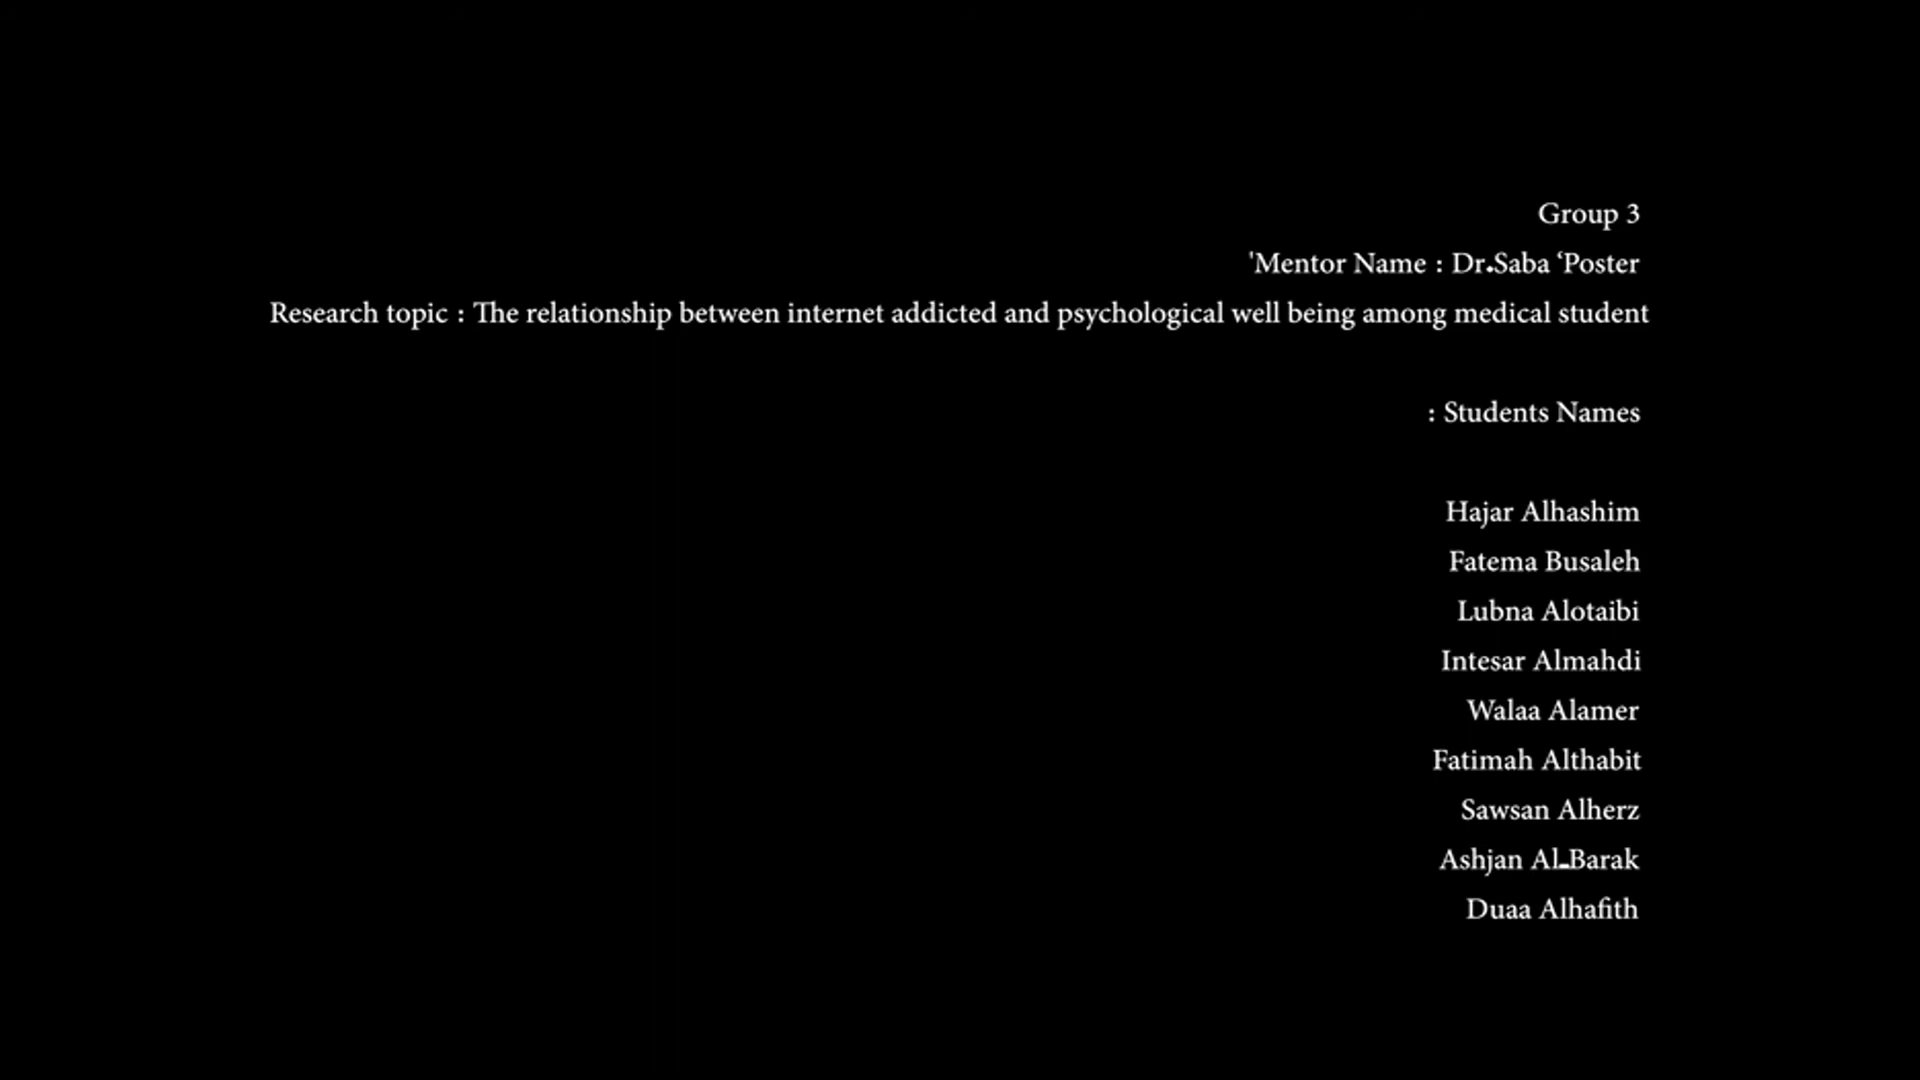 Group 3
'Mentor Name : Dr.Saba ‘Poster
Research topic : The relationship between internet addicted and psychological well being among medical student
: Students Names
Hajar Alhashim
Fatema Busaleh
Lubna Alotaibi
Intesar Almahdi
Walaa Alamer
Fatimah Althabit
Sawsan Alherz
Ashjan Al-Barak
Duaa Alhafith